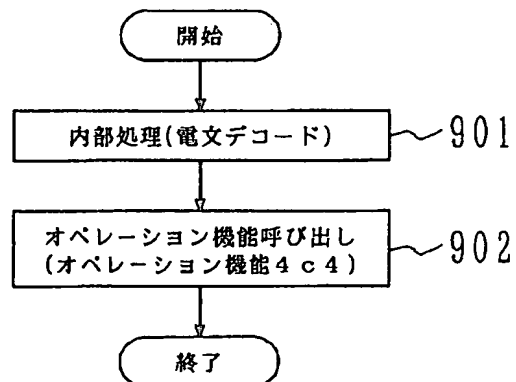 開始
内部処理(電文デコード)
901
オペレーション機能呼び出し
(オペレーション機能4c4)
902
終了